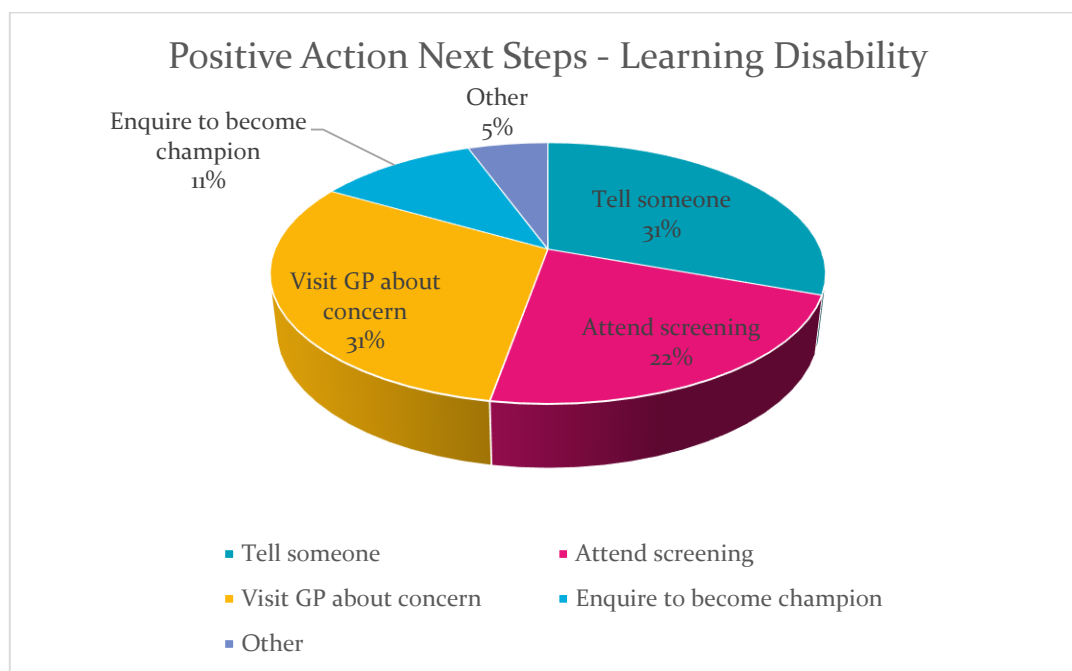 Positive Action Next Steps - Learning Disability
Other
5%
Enquire to become
champion
11%
Tell someone
31%
Visit GP about
concern
31%
Attend screening
22%
Tell someone
Attend screening
Visit GP about concern
Enquire to become champion
Other